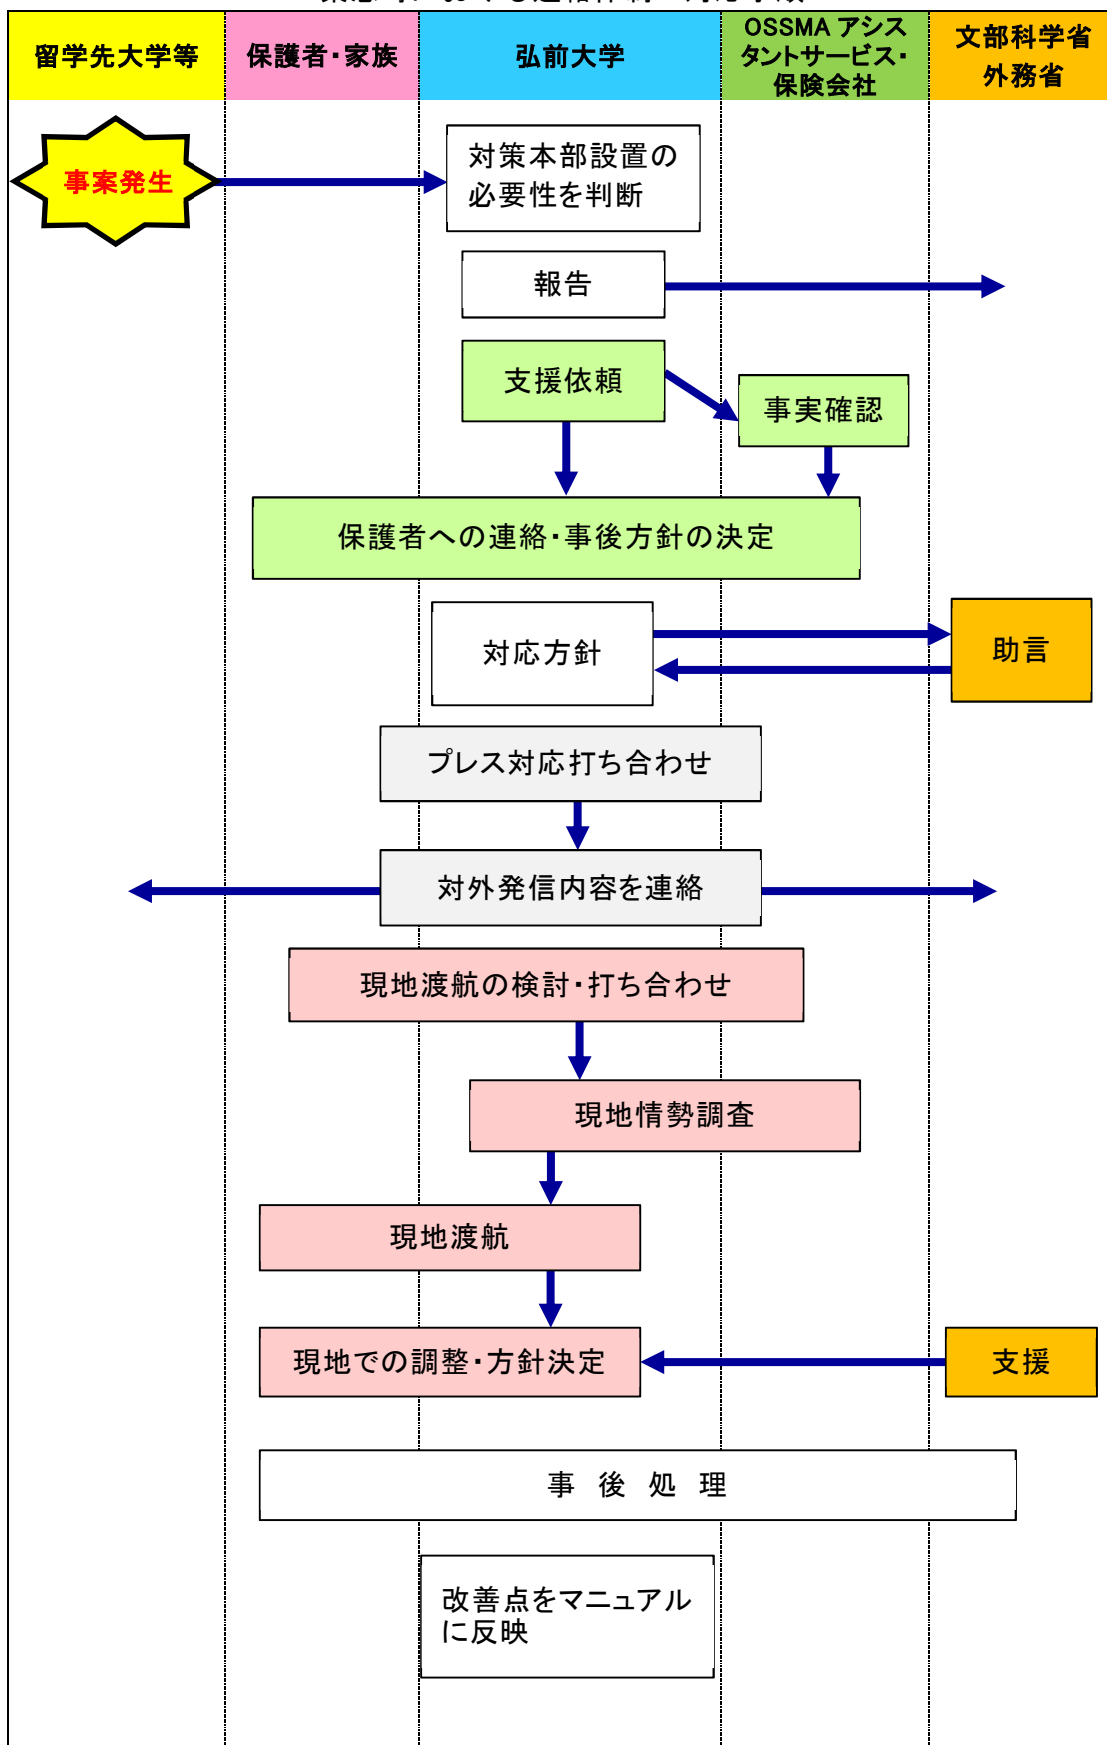 留学先大学等
保護者・家族
弘前大学
OSSMA アシス
タントサービス・
保険会社
文部科学省
外務省
事案発生
対策本部設置の
必要性を判断
報告
支援依頼
事実確認
保護者への連絡・事後方針の決定
対応方針
助言
プレス対応打ち合わせ
対外発信内容を連絡
現地渡航の検討・打ち合わせ
現地情勢調査
現地渡航
現地での調整・方針決定
支援
事 後 処 理
改善点をマニュアル
に反映